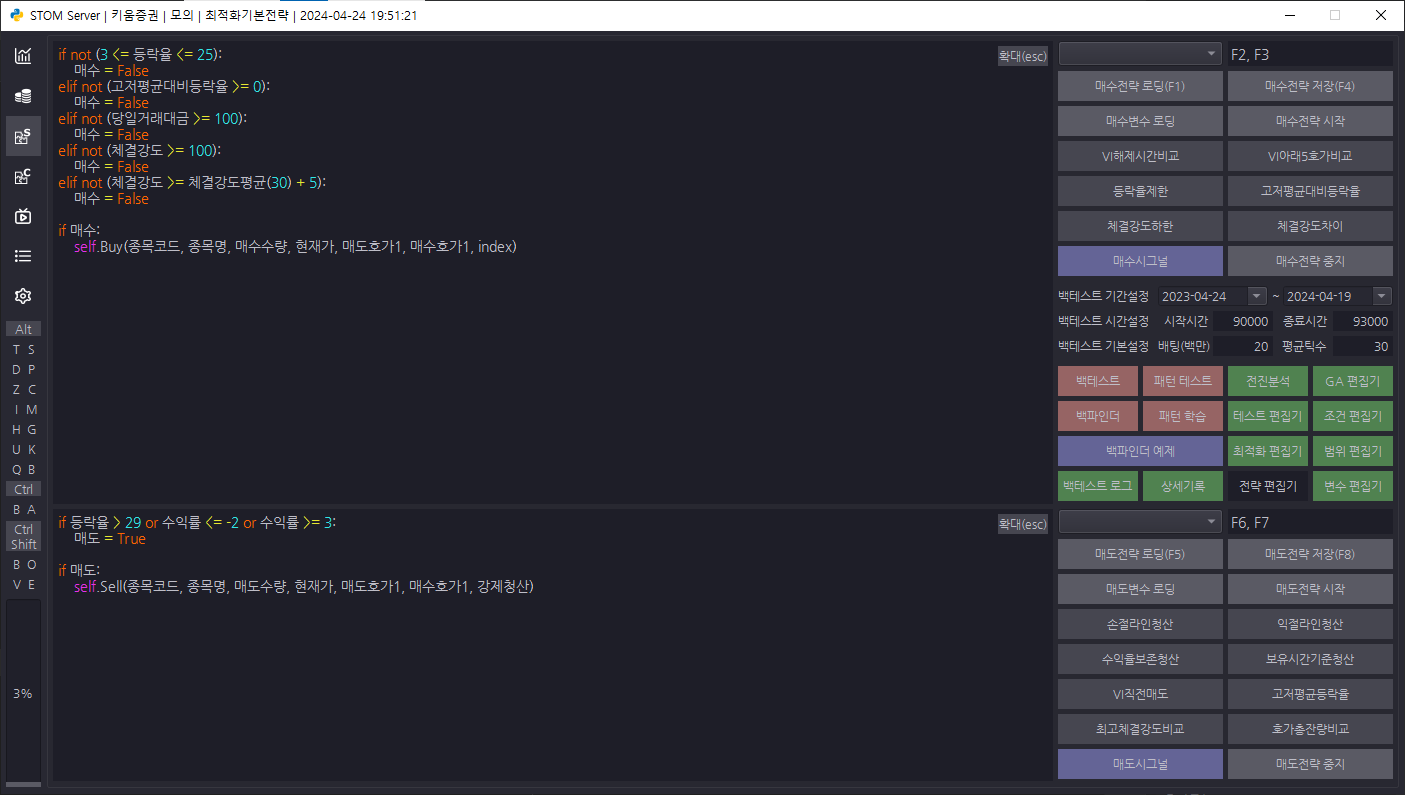 STOM Server | 키움증권 | 모의 | 최적화기본전략 | 2024-04-24 19:51:21
Alt
T S
D P
Z C
I M
H G
U K
Q B
Ctrl
B A
Ctrl
Shift
B O
V E
3%
if not (3 <= 등락율 <= 25):
매수 = False
elif not (고저평균대비등락율 >= 0):
매수 = False
elif not (당일거래대금 >= 100):
매수 = False
elif not (체결강도 >= 100):
매수 = False
elif not (체결강도 >= 체결강도평균(30) + 5):
매수 = False
if 매수:
self.Buy(종목코드, 종목명, 매수수량, 현재가, 매도호가1, 매수호가1, index)
확대(esc)
F2, F3
매수전략 로딩(F1) 매수전략 저장(F4)
매수변수 로딩 매수전략 시작
VI해제시간비교 VI아래5호가비교
등락율제한 고저평균대비등락율
체결강도하한 체결강도차이
매수시그널 매수전략 중지
백테스트 기간설정 2023-04-24 ~ 2024-04-19
백테스트 시간설정 시작시간 90000 종료시간 93000
백테스트 기본설정 배팅(백만) 20 평균틱수 30
백테스트 패턴 테스트 전진분석 GA 편집기
백파인더 패턴 학습 테스트 편집기 조건 편집기
백파인더 예제 최적화 편집기 범위 편집기
백테스트 로그 상세기록 전략 편집기 변수 편집기
if 등락율 > 29 or 수익률 <= -2 or 수익률 >= 3:
매도 = True
if 매도:
self.Sell(종목코드, 종목명, 매도수량, 현재가, 매도호가1, 매수호가1, 강제청산)
확대(esc)
F6, F7
매도전략 로딩(F5) 매도전략 저장(F8)
매도변수 로딩 매도전략 시작
손절라인청산 익절라인청산
수익율보존청산 보유시간기준청산
VI직전매도 고저평균등락율
최고체결강도비교 호가총잔량비교
매도시그널 매도전략 중지